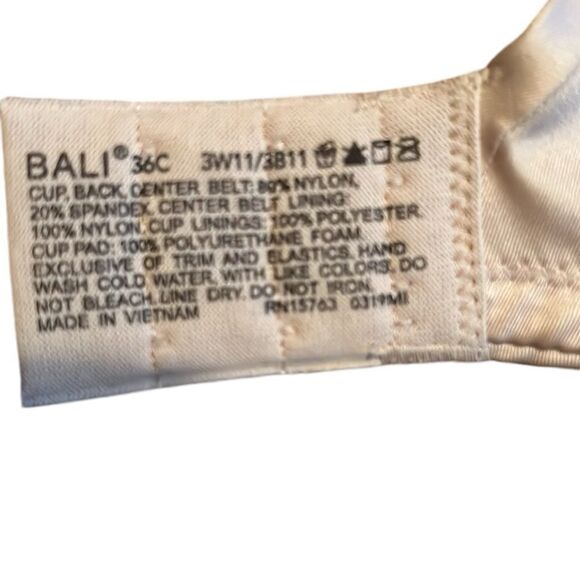 BALI® 36C 3W11/3B11
CUP, BACK, CENTER BELT: 80% NYLON,
20% SPANDEX. CENTER BELT LINING:
100% NYLON. CUP LININGS: 100% POLYESTER.
CUP PAD: 100% POLYURETHANE FOAM.
EXCLUSIVE OF TRIM AND ELASTICS. HAND
WASH COLD WATER, WITH LIKE COLORS. DO
NOT BLEACH. LINE DRY. DO NOT IRON.
MADE IN VIETNAM RN15763 0319MI